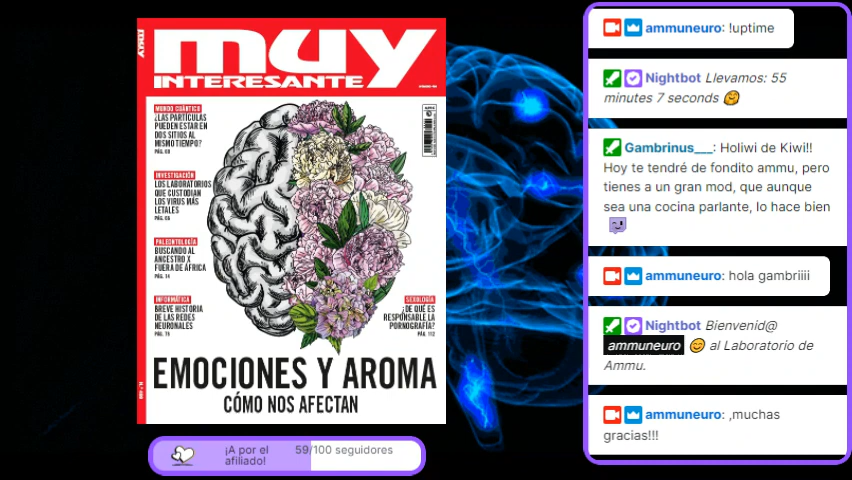 muy
muy
INTERESANTE
MUNDO CUÁNTICO
¿LAS PARTÍCULAS
PUEDEN ESTAR EN
DOS SITIOS AL
MISMO TIEMPO?
INVESTIGACIÓN
LOS LABORATORIOS
QUE CUSTODIAN
LOS VIRUS MÁS
LETALES
PALEONTOLOGÍA
BUSCANDO AL
ANCESTRO X
FUERA DE ÁFRICA
INFORMÁTICA
BREVE HISTORIA
DE LAS REDES
NEURONALES
SEXOLOGÍA
¿DE QUÉ ES
RESPONSABLE LA
PORNOGRAFÍA?
PÁG. 112
EMOCIONES Y AROMA
CÓMO NOS AFECTAN
¡A por el
afiliado!
59/100 seguidores
ammuneuro: !uptime
Nightbot Llevamos: 55
minutes 7 seconds
Gambrinus___: Holiwi de Kiwi!!
Hoy te tendré de fondito ammu, pero
tienes a un gran mod, que aunque
sea una cocina parlante, lo hace bien
ammuneuro: hola gambriiii
Nightbot Bienvenid@
ammuneuro al Laboratorio de
Ammu.
ammuneuro: ,muchas
gracias!!!